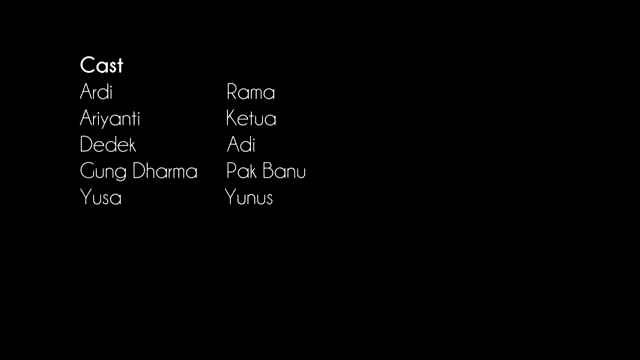 Cast
Ardi Rama
Ariyanti Ketua
Dedek Adi
Gung Dharma Pak Banu
Yusa Yunus